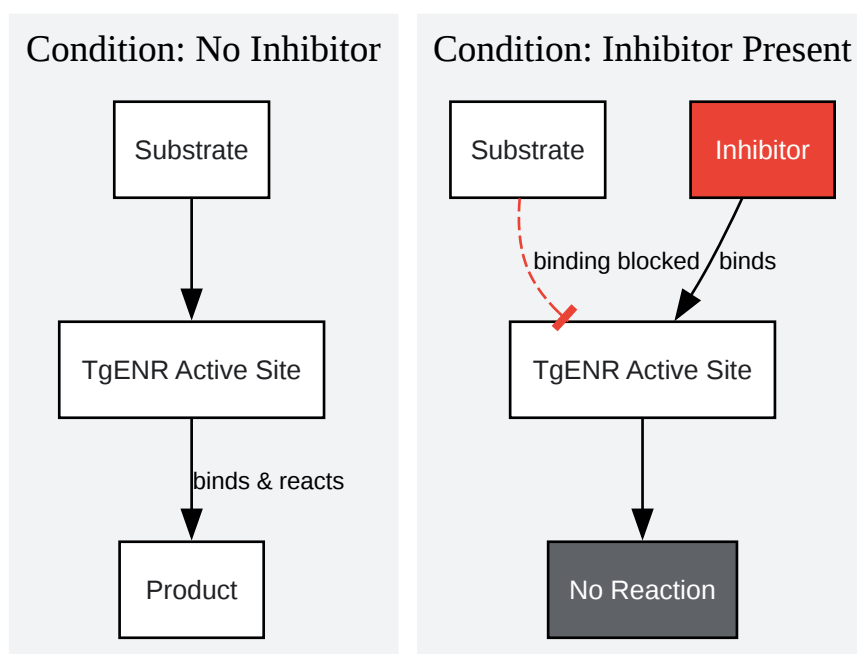 Condition: No Inhibitor
Substrate
TgENR Active Site
binds & reacts
Product
Condition: Inhibitor Present
Substrate
Inhibitor
binding blocked
binds
TgENR Active Site
No Reaction